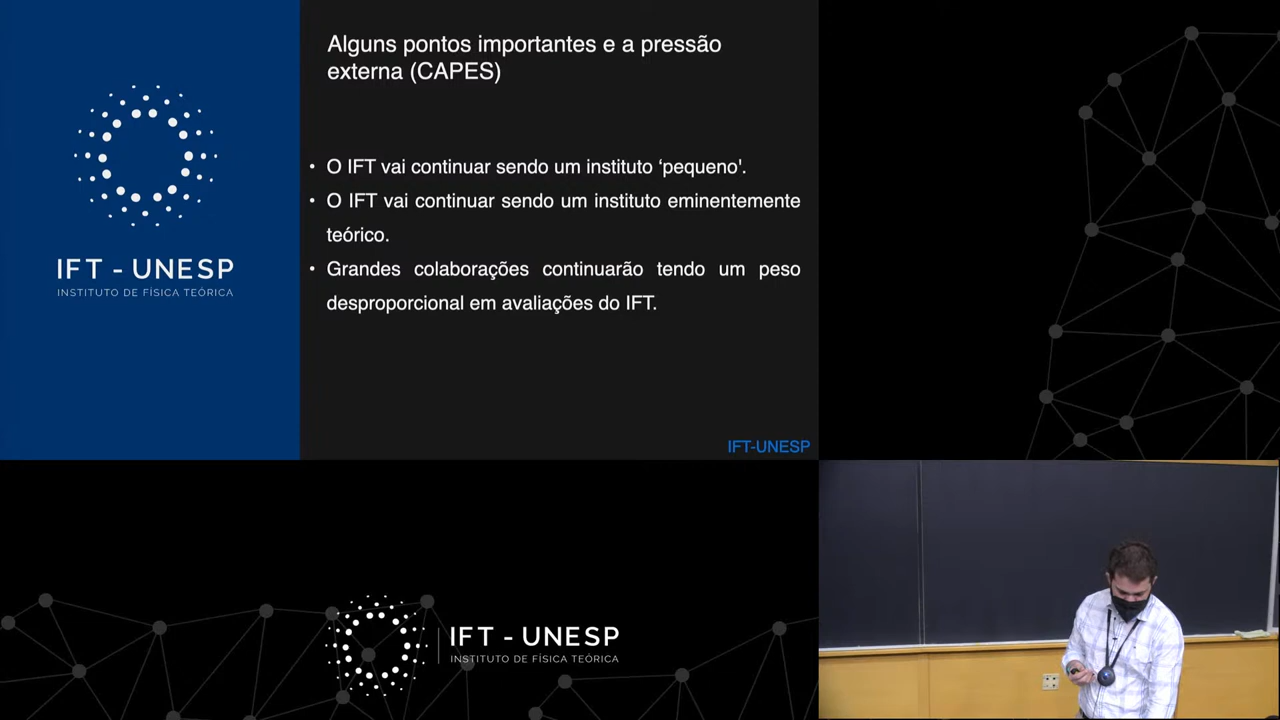 Alguns pontos importantes e a pressão
externa (CAPES)
• O IFT vai continuar sendo um instituto ‘pequeno'.
• O IFT vai continuar sendo um instituto eminentemente
teórico.
• Grandes colaborações continuarão tendo um peso
desproporcional em avaliações do IFT.
IFT - UNESP
INSTITUTO DE FÍSICA TEÓRICA
IFT-UNESP
IFT - UNESP
INSTITUTO DE FÍSICA TEÓRICA